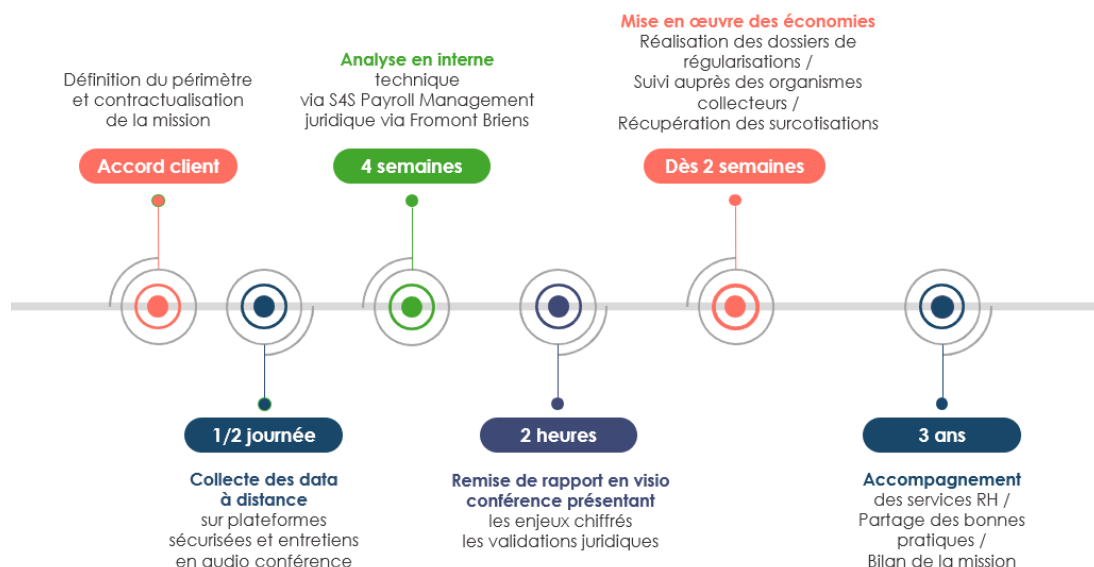 Définition du périmètre
et contractualisation
de la mission
Accord client
1/2 journée
Collecte des data
à distance
sur plateformes
sécurisées et entretiens
en audio conférence
Analyse en interne
technique
via S4S Payroll Management
juridique via Fromont Briens
4 semaines
2 heures
Remise de rapport en visio
conférence présentant
les enjeux chiffrés
les validations juridiques
Mise en œuvre des économies
Réalisation des dossiers de
régularisations /
Suivi auprès des organismes
collecteurs /
Récupération des surcotisations
Dès 2 semaines
3 ans
Accompagnement
des services RH /
Partage des bonnes
pratiques /
Bilan de la mission